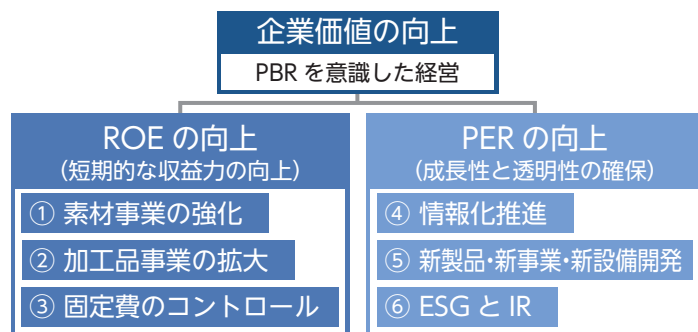 企業価値の向上
PBR を意識した経営
ROE の向上
(短期的な収益力の向上)
① 素材事業の強化
② 加工品事業の拡大
③ 固定費のコントロール
PER の向上
(成長性と透明性の確保)
④ 情報化推進
⑤ 新製品・新事業・新設備開発
⑥ ESG と IR